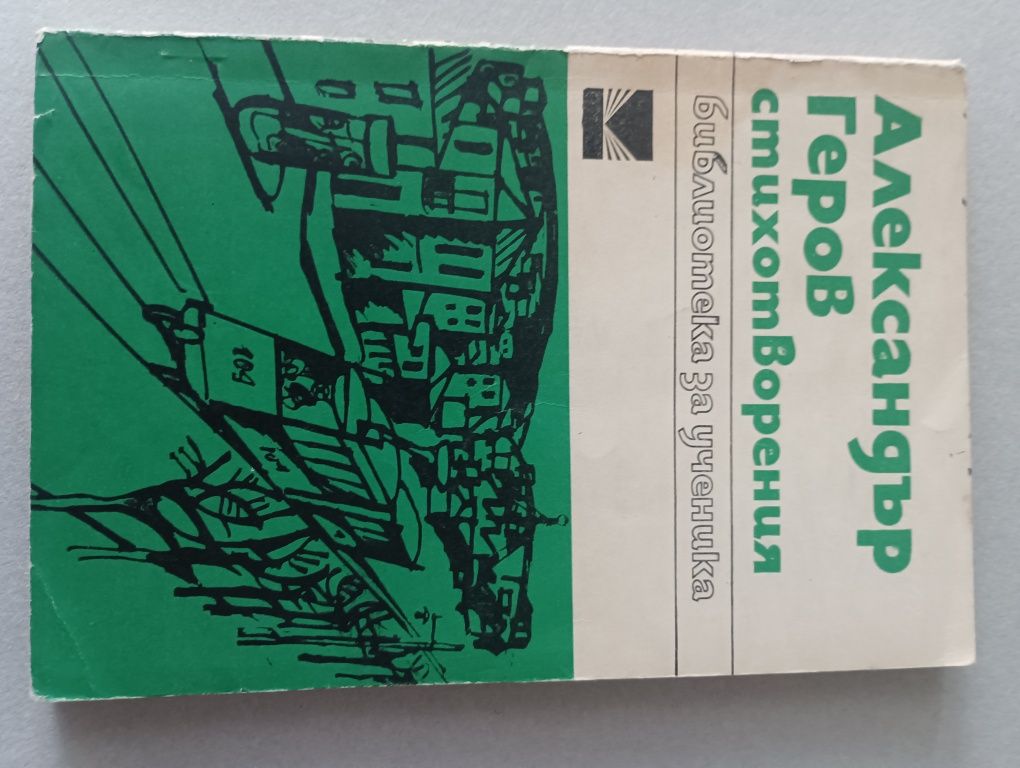 Александър
Геров
стихотворения
библиотека за ученика
104